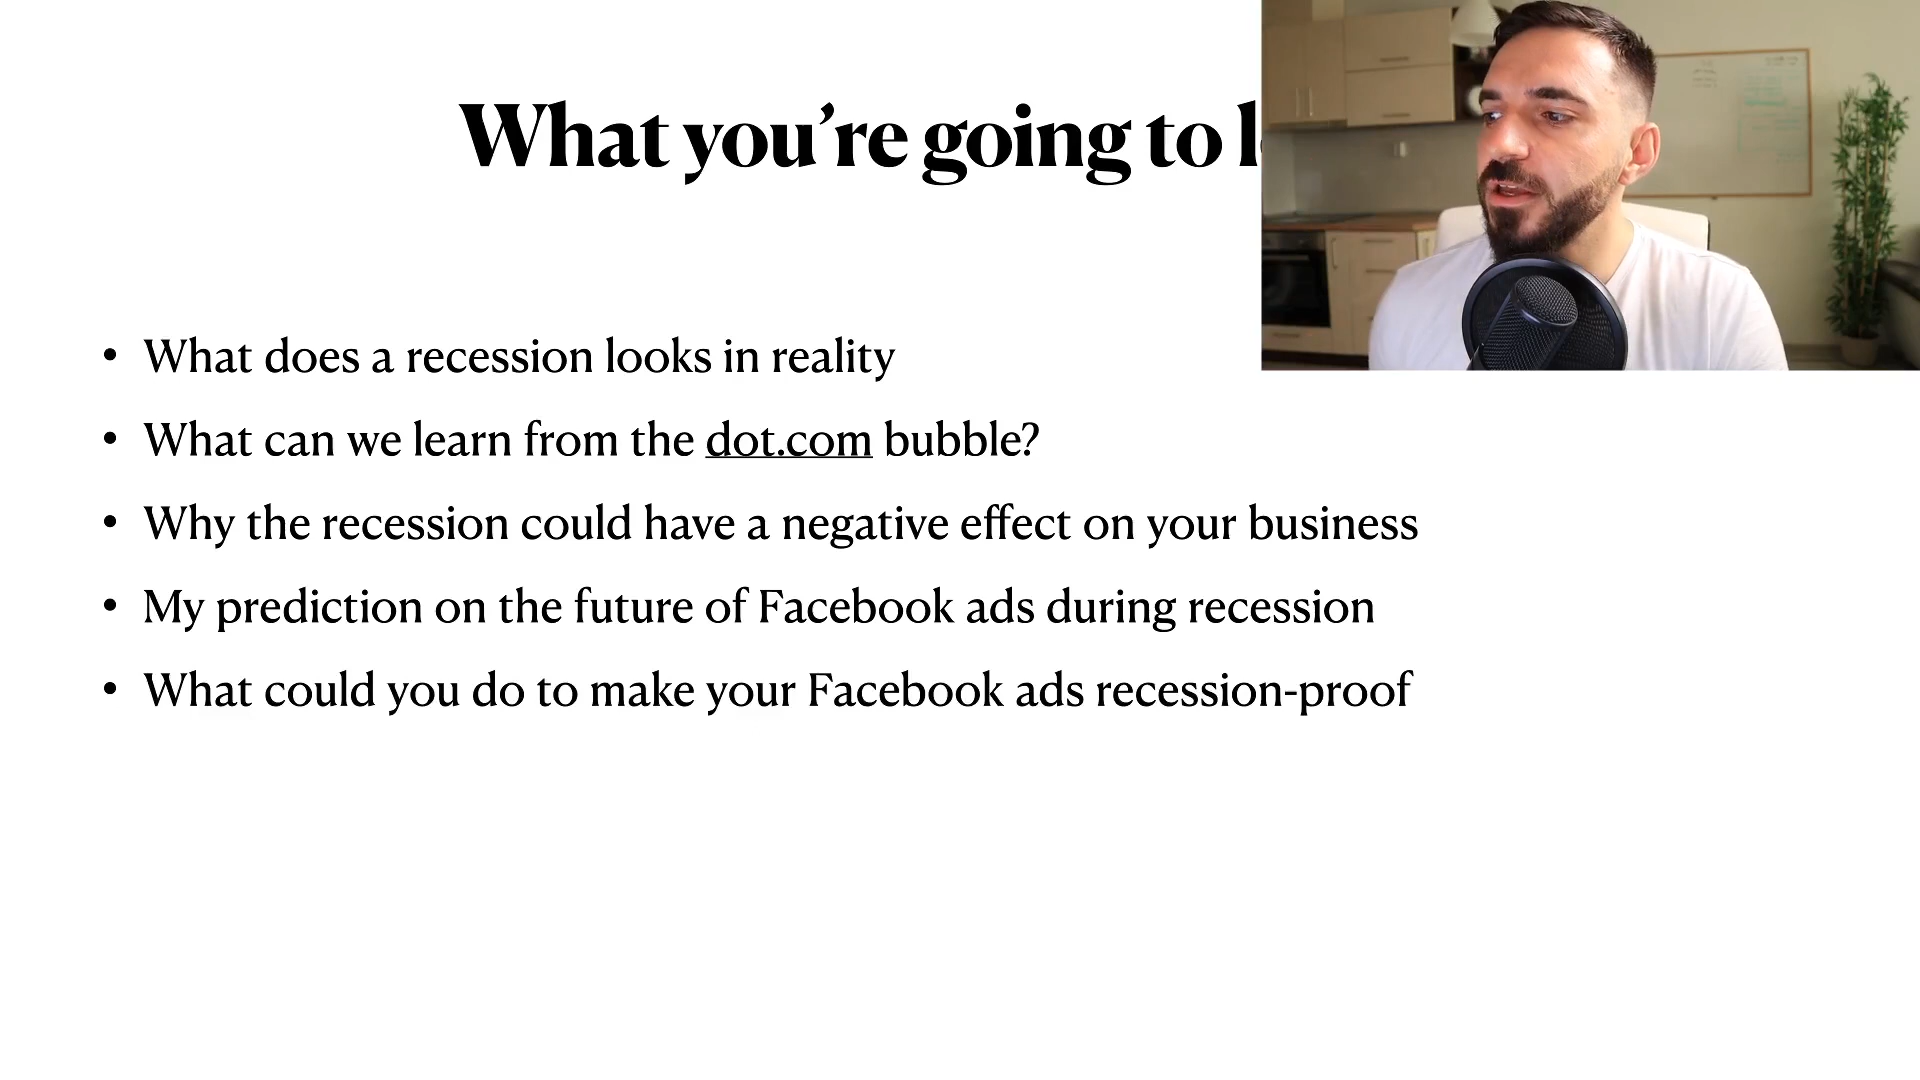 What you’re going to
• What does a recession looks in reality
• What can we learn from the dot.com bubble?
• Why the recession could have a negative effect on your business
• My prediction on the future of Facebook ads during recession
• What could you do to make your Facebook ads recession-proof